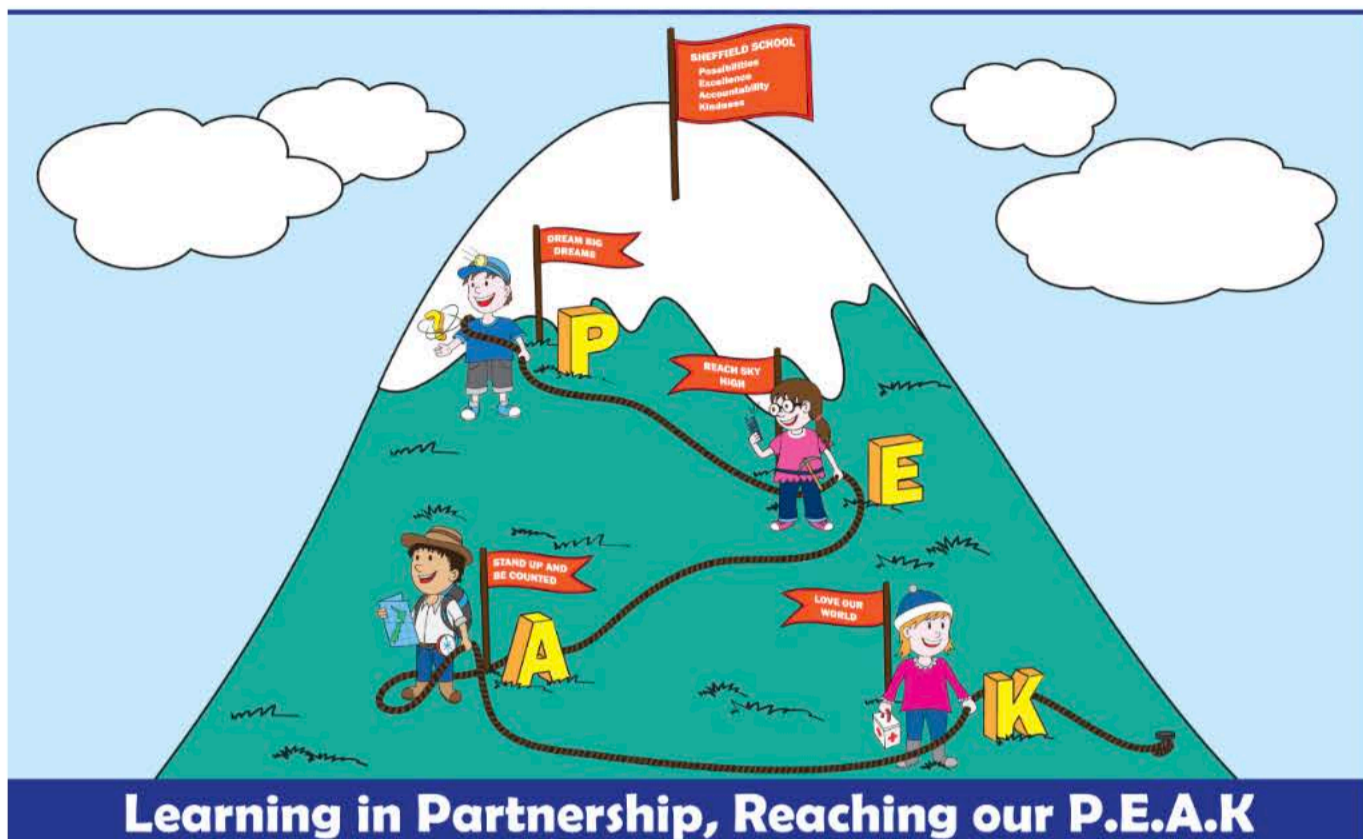 SHEFFIELD SCHOOL
Possibilities
Excellence
Accountability
Kindness
DREAM BIG
DREAMS
P
REACH SKY
HIGH
E
STAND UP AND
BE COUNTED
A
LOVE OUR
WORLD
K
Learning in Partnership, Reaching our P.E.A.K